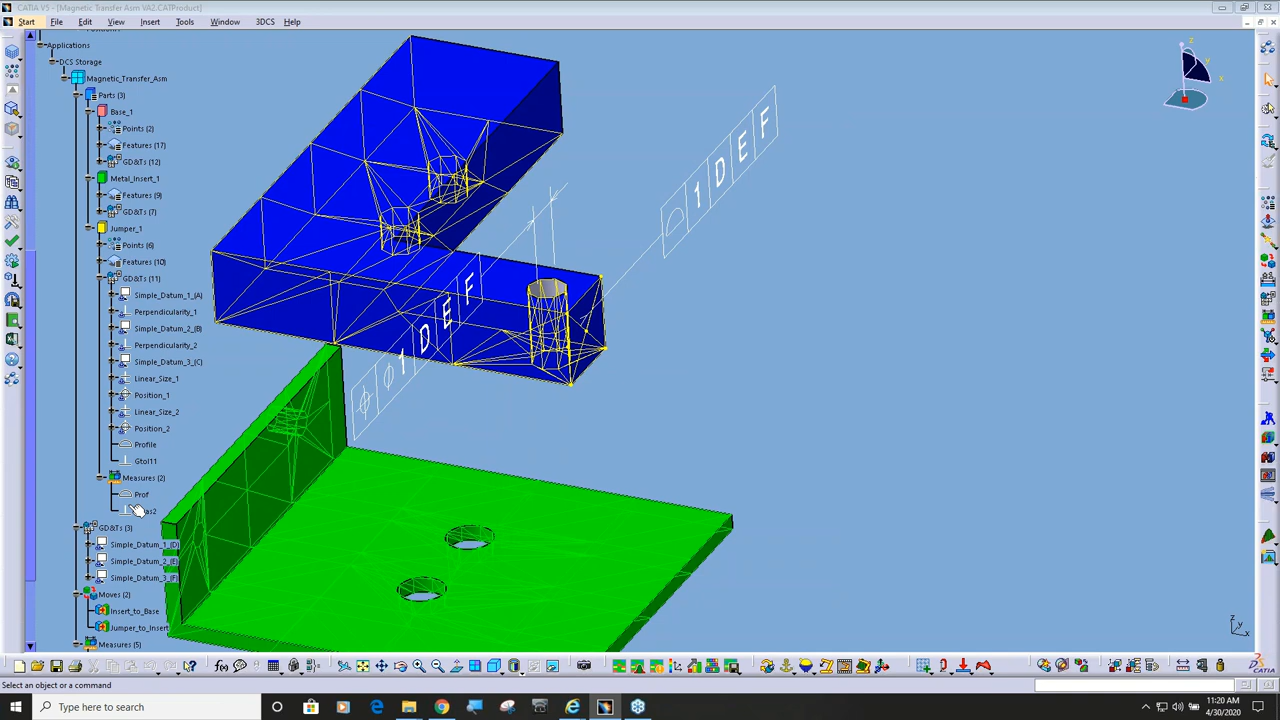 CATIA V5 - [Magnetic Transfer Asm VA2.CATProduct]
Start File Edit View Insert Tools Window 3DCS Help
Applications
DCS Storage
Magnetic_Transfer_Asm
Parts (3)
Base_1
Points (2)
Features (17)
GD&Ts (12)
Metal_Insert_1
Features (9)
GD&Ts (7)
Jumper_1
Points (6)
Features (10)
GD&Ts (11)
Simple_Datum_1_(A)
Perpendicularity_1
Simple_Datum_2_(B)
Perpendicularity_2
Simple_Datum_3_(C)
Linear_Size_1
Position_1
Linear_Size_2
Position_2
Profile
Gtol11
Measures (2)
Prof
as2
GD&Ts (3)
Simple_Datum_1_(D)
Simple_Datum_2_(E)
Simple_Datum_3_(F)
Moves (2)
Insert_to_Base
Jumper_to_Insert
Measures (5)
1 D E F
1 D E F
z
y
x
z
y
x
Select an object or a command
CATIA
Type here to search
11:20 AM
4/30/2020